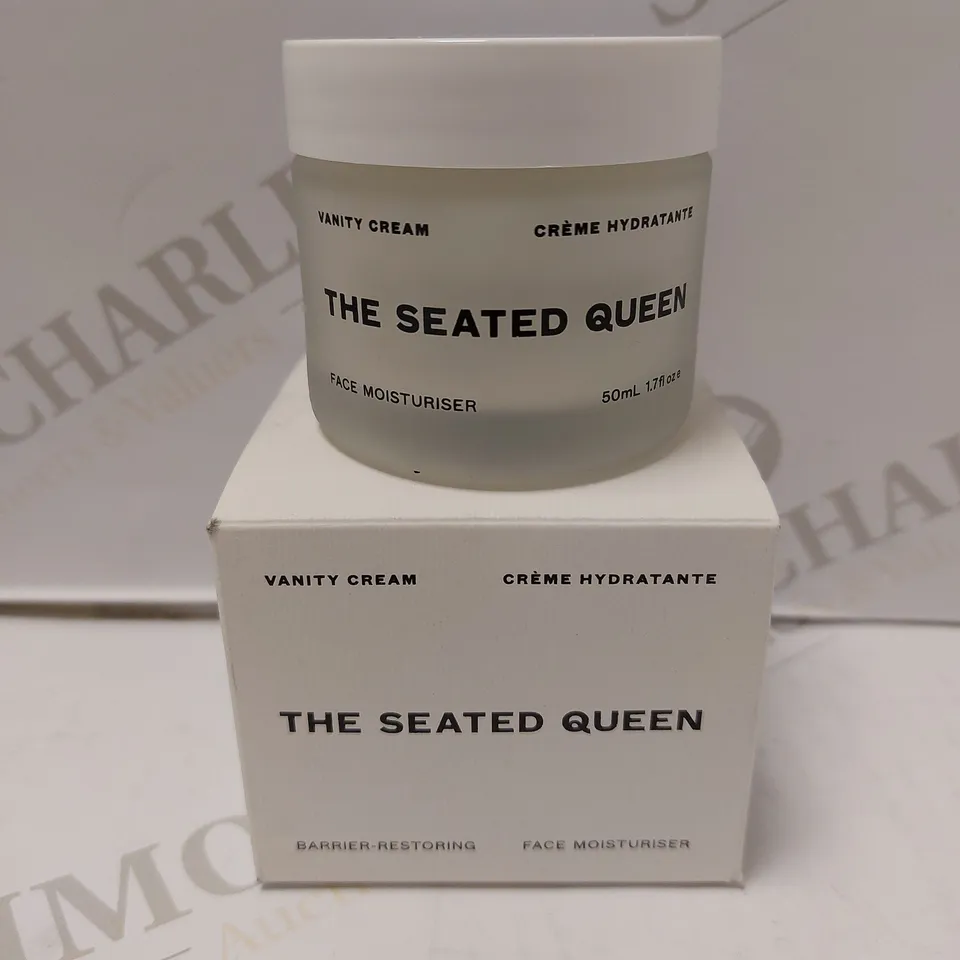 VANITY CREAM CRÈME HYDRATANTE
THE SEATED QUEEN
FACE MOISTURISER 50mL 1.7fl oz e
VANITY CREAM CRÈME HYDRATANTE
THE SEATED QUEEN
BARRIER-RESTORING FACE MOISTURISER